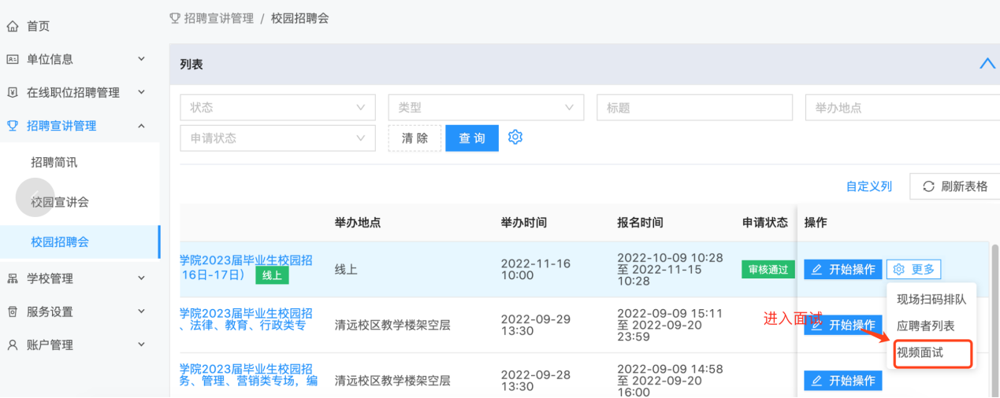 招聘宣讲管理 / 校园招聘会
首页
单位信息
在线职位招聘管理
招聘宣讲管理
招聘简讯
校园宣讲会
校园招聘会
学校管理
服务设置
账户管理
列表
状态 类型 标题 举办地点
申请状态 清 除 查 询
自定义列 刷新表格
举办地点 举办时间 报名时间 申请状态 操作
学院2023届毕业生校园招
16日-17日） 线上
线上
2022-11-16
10:00
2022-10-09 10:28
至 2022-11-15
10:28
审核通过
开始操作 更多
现场扫码排队
应聘者列表
视频面试
学院2023届毕业生校园招
、法律、教育、行政类专
清远校区教学楼架空层
2022-09-29
13:30
2022-09-09 15:11
至 2022-09-20
23:59
进入面试
开始操作
学院2023届毕业生校园招
务、管理、营销类专场，编
清远校区教学楼架空层
2022-09-28
13:30
2022-09-09 14:58
至 2022-09-20
16:00
开始操作